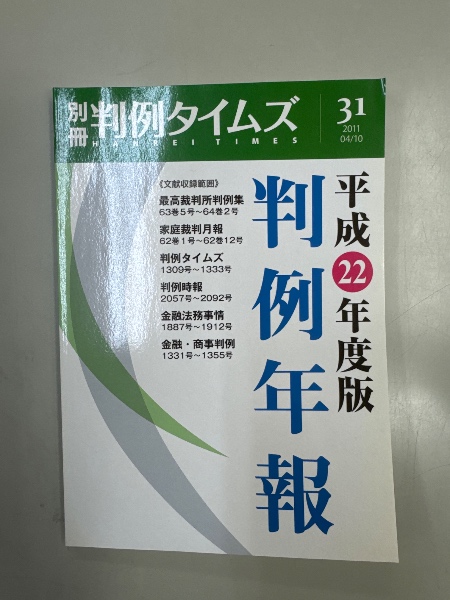 別冊 判例タイムズ
HANREI TIMES
31
2011
04/10
平成22年度版
判例年報
《文献収録範囲》
最高裁判所判例集
63巻5号～64巻2号
家庭裁判月報
62巻1号～62巻12号
判例タイムズ
1309号～1333号
判例時報
2057号～2092号
金融法務事情
1887号～1912号
金融・商事判例
1331号～1355号